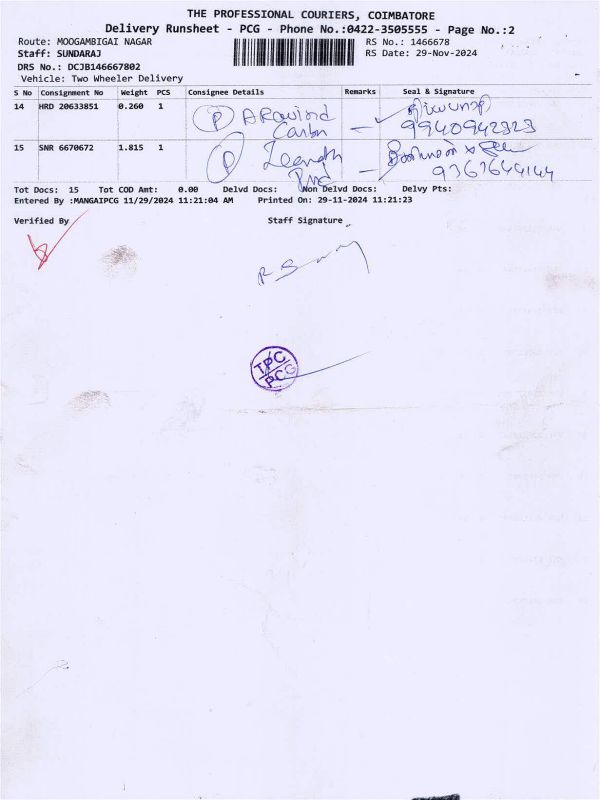 THE PROFESSIONAL COURIERS, COIMBATORE
Delivery Runsheet - PCG - Phone No.:0422-3505555 - Page No.:2
Route: MOOGAMBIGAI NAGAR RS No.: 1466678
Staff: SUNDARAJ RS Date: 29-Nov-2024
DRS No.: DCJB146667802
Vehicle: Two Wheeler Delivery
S No Consignment No Weight PCS Consignee Details Remarks Seal & Signature
14 HRD 20633851 0.260 1 P ARavind
Carbon 9940942323
15 SNR 6670672 1.815 1 P
9367649144
Tot Docs: 15 Tot COD Amt: 0.00 Delvd Docs: Non Delvd Docs: Delvy Pts:
Entered By :MANGAIPCG 11/29/2024 11:21:04 AM Printed On: 29-11-2024 11:21:23
Verified By Staff Signature
TPC
PCG